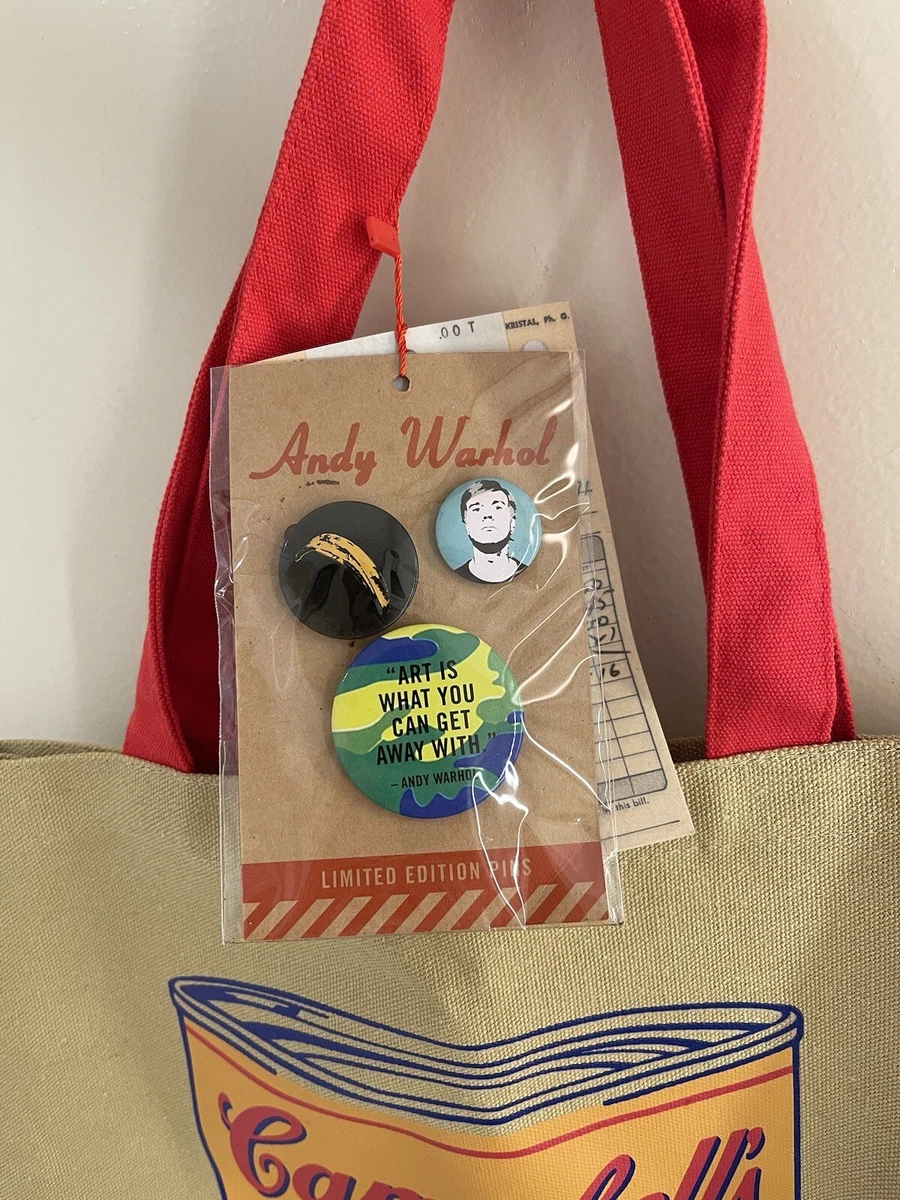 .00 T
KRISTAL, Ph. G.
Andy Warhol
"ART IS
WHAT YOU
CAN GET
AWAY WITH."
—ANDY WARHOL
this bill.
LIMITED EDITION PINS
Campbell's